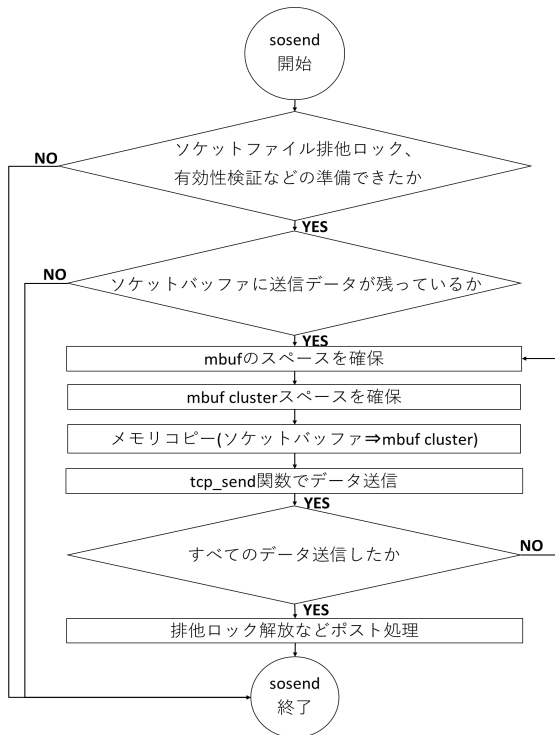 sosend
開始
ソケットファイル排他ロック、
有効性検証などの準備できたか
NO
YES
ソケットバッファに送信データが残っているか
NO
YES
mbufのスペースを確保
mbuf clusterスペースを確保
メモリコピー(ソケットバッファ⇒mbuf cluster)
tcp_send関数でデータ送信
YES
すべてのデータ送信したか
NO
YES
排他ロック解放などポスト処理
sosend
終了